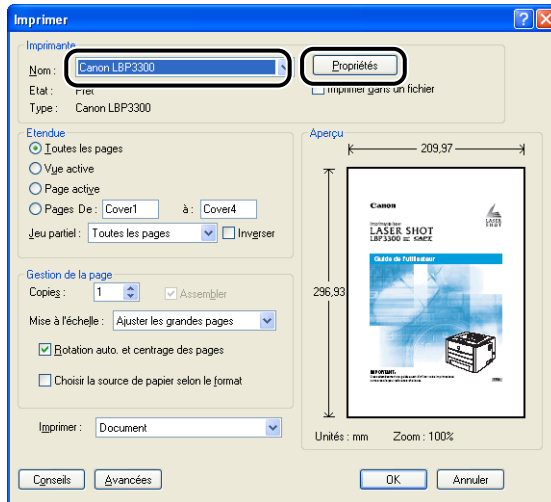 Imprimer
Imprimante
Nom : Canon LBP3300 Propriétés
Etat : Prêt Imprimer dans un fichier
Type : Canon LBP3300
Etendue
Toutes les pages
Vue active
Page active
Pages De : Cover1 à : Cover4
Jeu partiel : Toutes les pages Inverser
Gestion de la page
Copies : 1 Assembler
Mise à l'échelle : Ajuster les grandes pages
Rotation auto. et centrage des pages
Choisir la source de papier selon le format
Imprimer : Document
Aperçu
209,97
296,93
Canon
LASER SHOT
LBP3300
Guide de l'utilisateur
IMPORTANT:
Unités : mm Zoom : 100%
Conseils Avancées OK Annuler